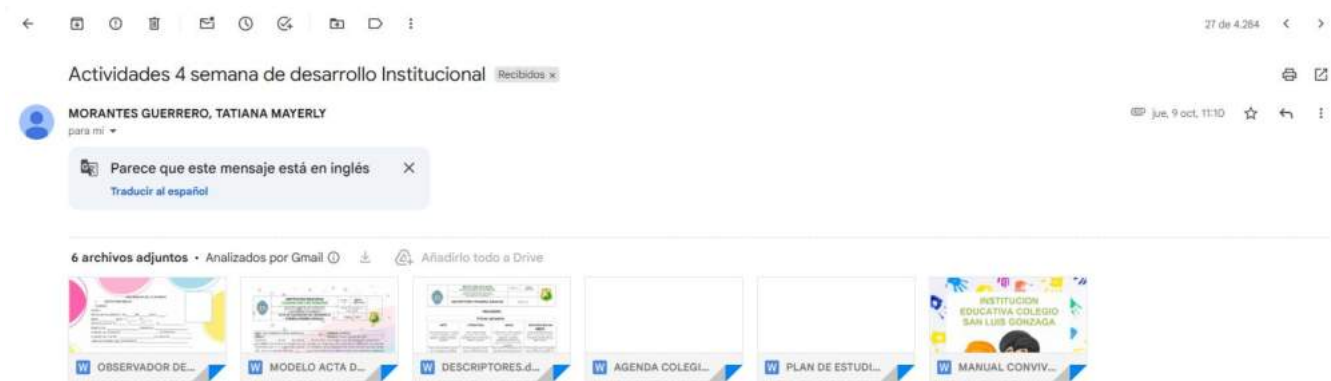 27 de 4.284
Actividades 4 semana de desarrollo Institucional Recibidos x
MORANTES GUERRERO, TATIANA MAYERLY
jue, 9 oct, 11:10
para mí
Parece que este mensaje está en inglés
Traducir al español
6 archivos adjuntos • Analizados por Gmail
Añadirlo todo a Drive
INSTITUCION
EDUCATIVA COLEGIO
SAN LUIS GONZAGA
W OBSERVADOR DE...
W MODELO ACTA D...
W DESCRIPTORES.d...
W AGENDA COLEGI...
W PLAN DE ESTUDI...
W MANUAL CONVIV...